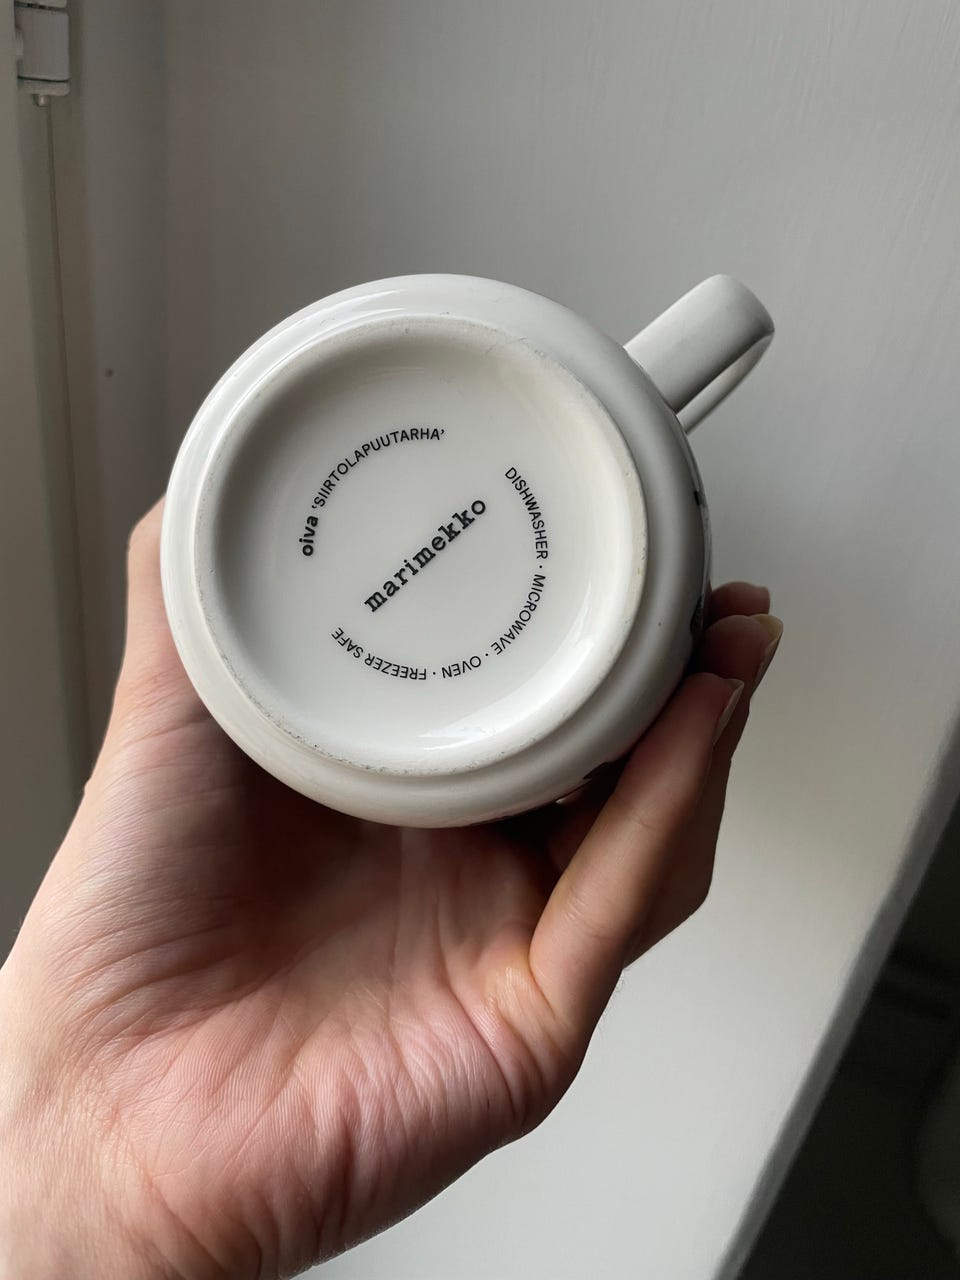 oiva 'SIIRTOLAPUUTARHA'
marimekko
DISHWASHER · MICROWAVE · OVEN · FREEZER SAFE